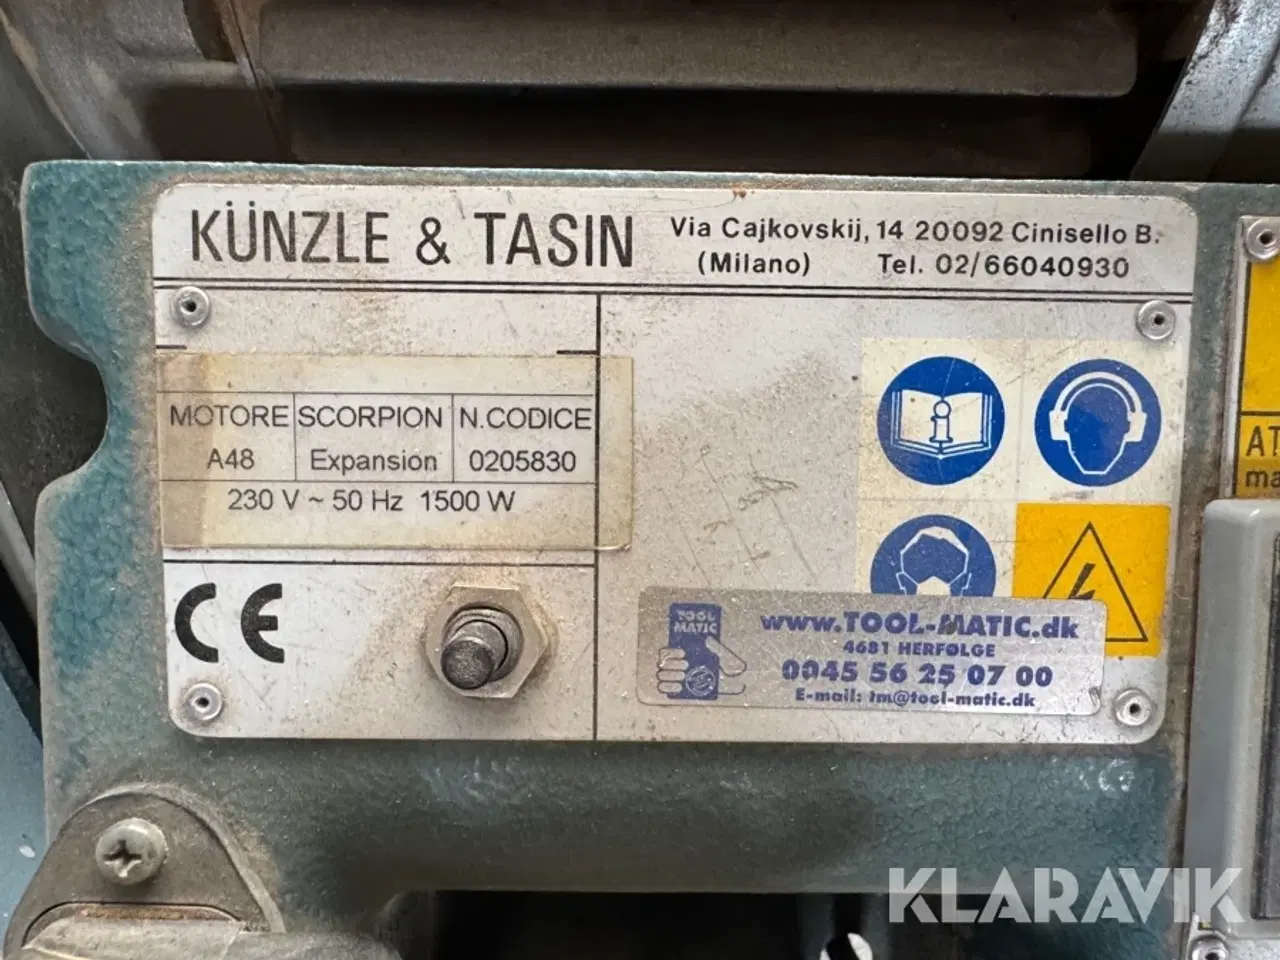 KÜNZLE & TASIN
Via Cajkovskij, 14 20092 Cinisello B.
(Milano) Tel. 02/66040930
MOTORE SCORPION N.CODICE
A48 Expansion 0205830
230 V ~ 50 Hz 1500 W
CE
i
TOOL
MATIC
www.TOOL-MATIC.dk
4681 HERFØLGE
0045 56 25 07 00
E-mail: tm@tool-matic.dk
AT
ma
KLARAVIK